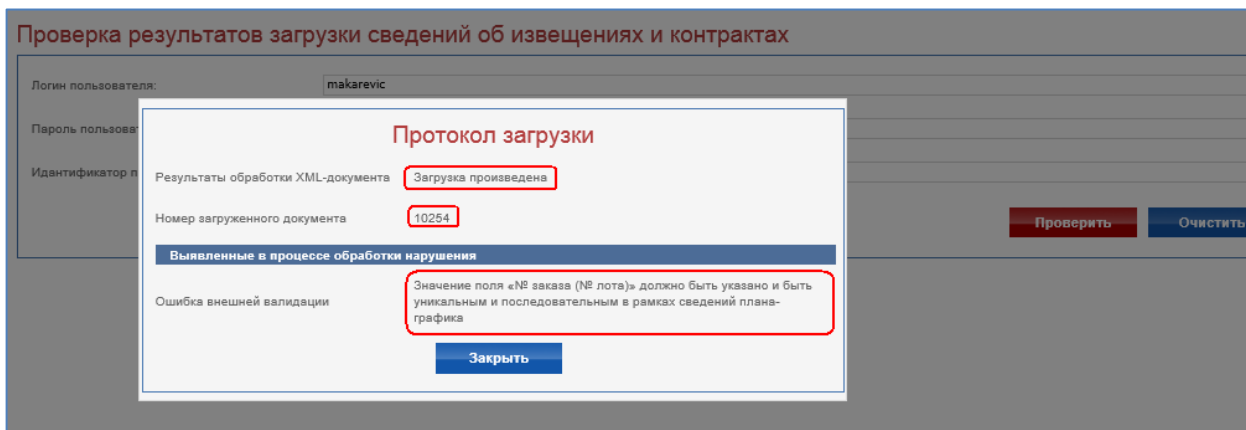 Проверка результатов загрузки сведений об извещениях и контрактах
Логин пользователя:
makarevic
Пароль пользоват
Идантификатор п
Протокол загрузки
Результаты обработки XML-документа
Загрузка произведена
Номер загруженного документа
10254
Проверить
Очистить
Выявленные в процессе обработки нарушения
Ошибка внешней валидации
Значение поля «№ заказа (№ лота)» должно быть указано и быть
уникальным и последовательным в рамках сведений плана-
графика
Закрыть